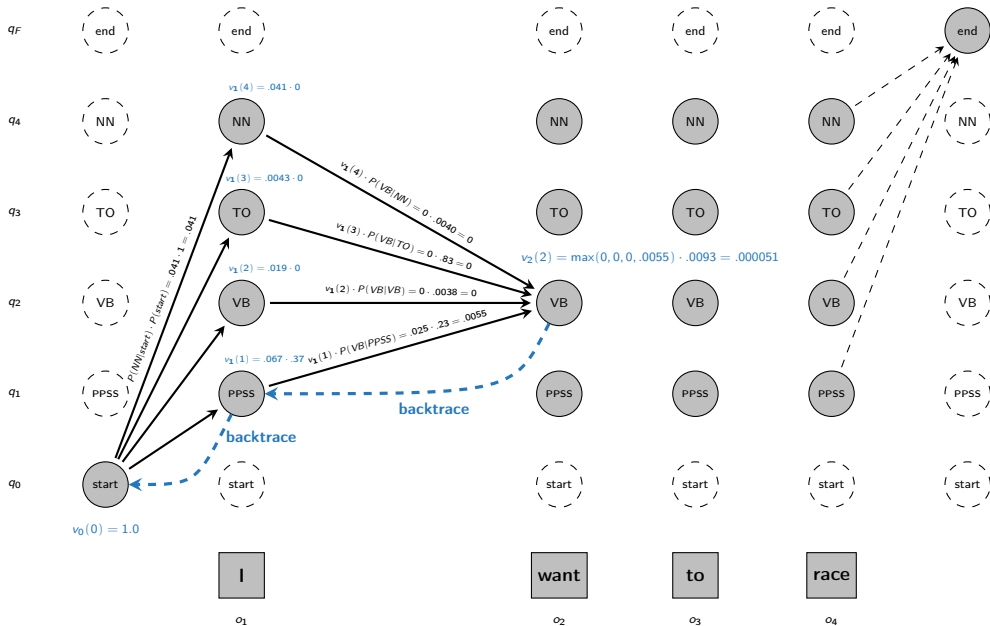 q_F end end end end end end
v₁(4) = .041 · 0
q₄ NN NN NN NN NN NN
v₁(4) · P(VB|NN) = 0 · .0040 = 0
v₁(3) = .0043 · 0
q₃ TO TO TO TO TO TO
v₁(3) · P(VB|TO) = 0 · .83 = 0
P(NN|start) · P(start) = .041 · 1 = .041
v₁(2) = .019 · 0
v₂(2) = max(0, 0, 0, .0055) · .0093 = .000051
q₂ VB VB VB VB VB VB
v₁(2) · P(VB|VB) = 0 · .0038 = 0
v₁(1) = .067 · .37
v₁(1) · P(VB|PPSS) = .025 · .23 = .0055
q₁ PPSS PPSS PPSS PPSS PPSS PPSS
backtrace
backtrace
q₀ start start start start start start
v₀(0) = 1.0
I want to race
o₁ o₂ o₃ o₄